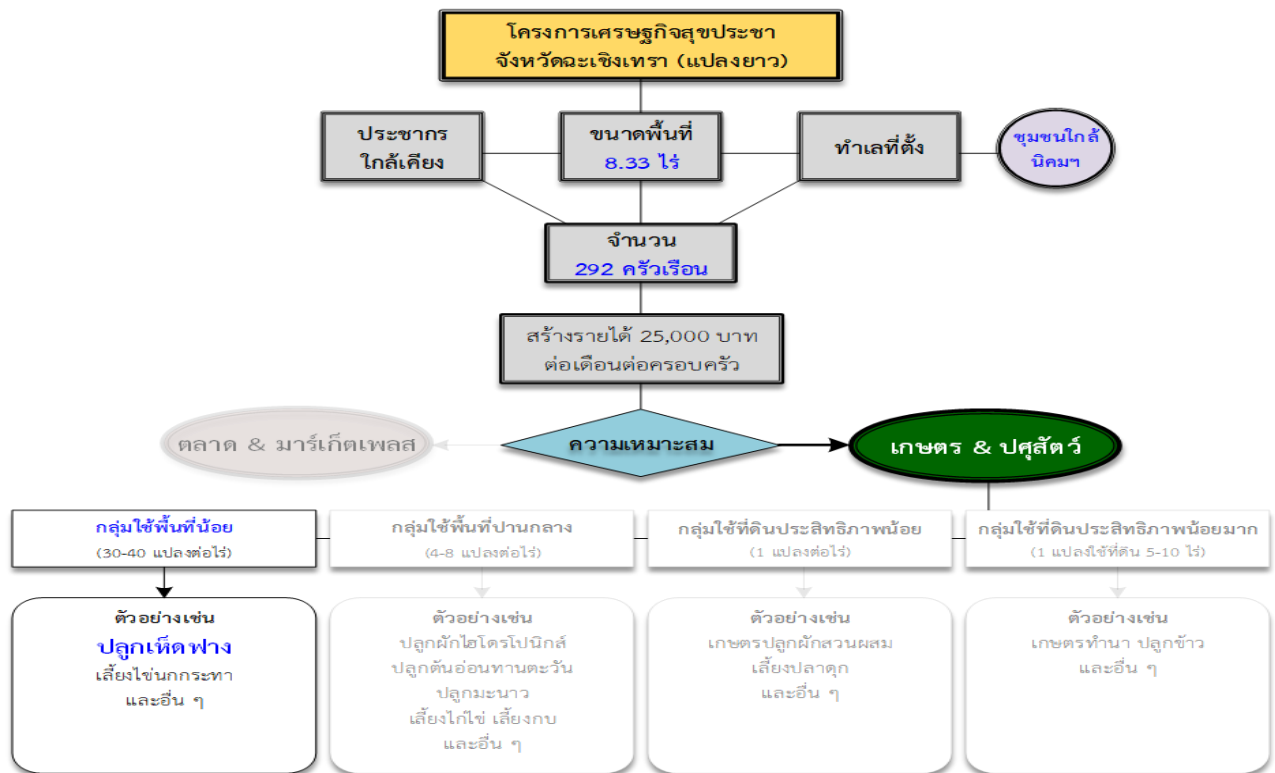 โครงการเศรษฐกิจสุขประชา
จังหวัดฉะเชิงเทรา (แปลงยาว)
ประชากร
ใกล้เคียง
ขนาดพื้นที่
8.33 ไร่
ทำเลที่ตั้ง
ชุมชนใกล้
นิคมฯ
จำนวน
292 ครัวเรือน
สร้างรายได้ 25,000 บาท
ต่อเดือนต่อครอบครัว
ตลาด & มาร์เก็ตเพลส
ความเหมาะสม
เกษตร & ปศุสัตว์
กลุ่มใช้พื้นที่น้อย
(30-40 แปลงต่อไร่)
กลุ่มใช้พื้นที่ปานกลาง
(4-8 แปลงต่อไร่)
กลุ่มใช้ที่ดินประสิทธิภาพน้อย
(1 แปลงต่อไร่)
กลุ่มใช้ที่ดินประสิทธิภาพน้อยมาก
(1 แปลงใช้ที่ดิน 5-10 ไร่)
ตัวอย่างเช่น
ปลูกเห็ดฟาง
เลี้ยงไข่นกกระทา
และอื่น ๆ
ตัวอย่างเช่น
ปลูกผักไฮโดรโปนิกส์
ปลูกต้นอ่อนทานตะวัน
ปลูกมะนาว
เลี้ยงไก่ไข่ เลี้ยงกบ
และอื่น ๆ
ตัวอย่างเช่น
เกษตรปลูกผักสวนผสม
เลี้ยงปลาดุก
และอื่น ๆ
ตัวอย่างเช่น
เกษตรทำนา ปลูกข้าว
และอื่น ๆ